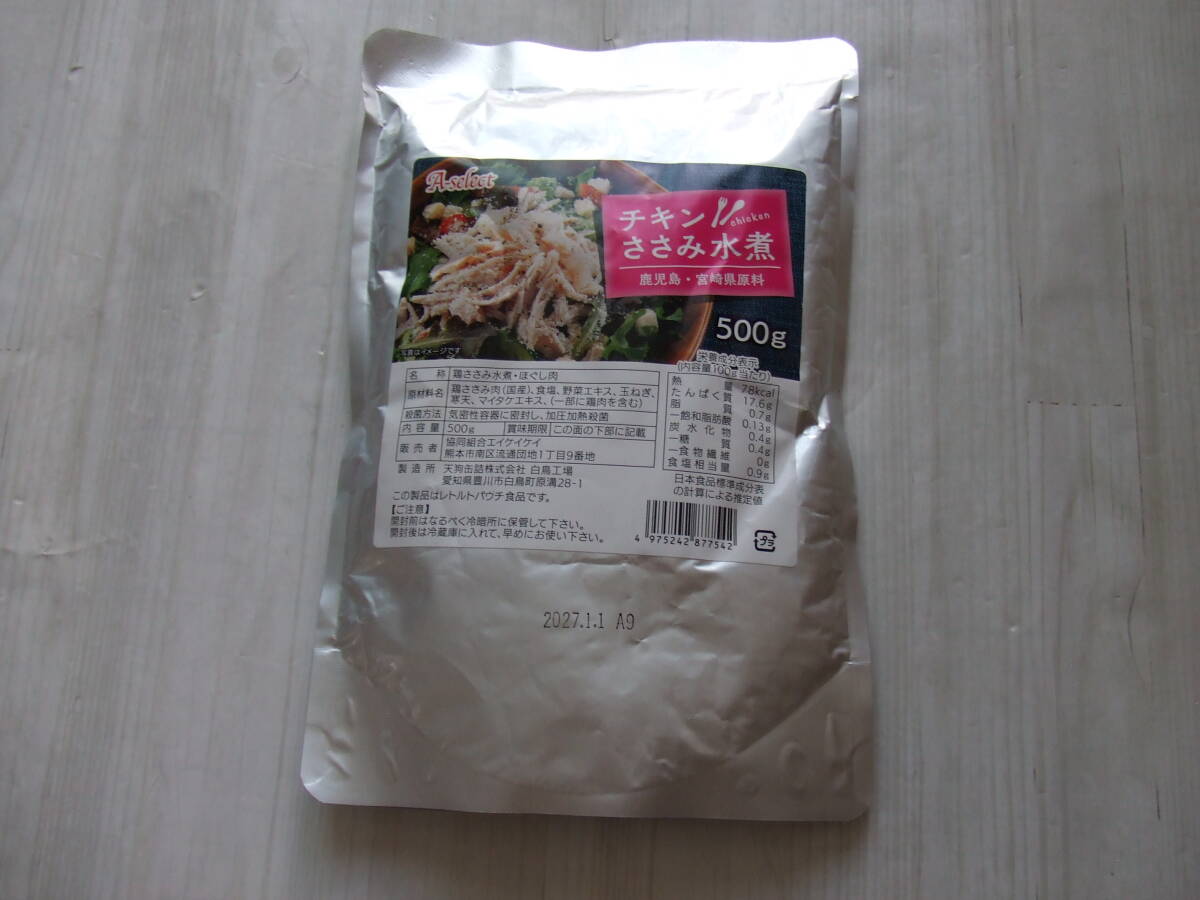 A-select
チキン
chicken
ささみ水煮
鹿児島・宮崎県原料
500g
写真はイメージです
名 称 鶏ささみ水煮・ほぐし肉
原材料名 鶏ささみ肉(国産)、食塩、野菜エキス、玉ねぎ、
寒天、マイタケエキス、(一部に鶏肉を含む)
殺菌方法 気密性容器に密封し、加圧加熱殺菌
内 容 量 500g 賞味期限 この面の下部に記載
販 売 者 協同組合エイケイケイ
熊本市南区流通団地1丁目9番地
製 造 所 天狗缶詰株式会社 白鳥工場
愛知県豊川市白鳥町原溝28-1
この製品はレトルトパウチ食品です。
【ご注意】
開封前はなるべく冷暗所に保管して下さい。
開封後は冷蔵庫に入れて、早めにお使い下さい。
栄養成分表示
(内容量100g当たり)
熱 量 78kcal
たんぱく質 17.6g
脂 質 0.7g
―飽和脂肪酸 0.13g
炭水化物 0.4g
―糖 質 0.4g
―食物繊維 0g
食塩相当量 0.9g
日本食品標準成分表
の計算による推定値
4 975242 877542
プラ
2027.1.1 A9